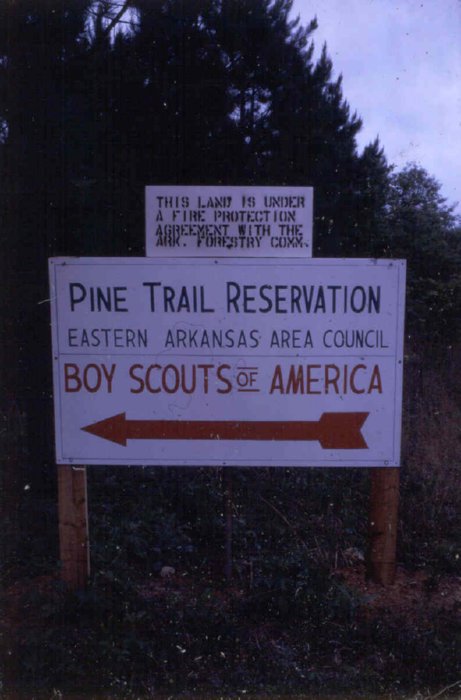 THIS LAND IS UNDER
A FIRE PROTECTION
AGREEMENT WITH THE
ARK. FORESTRY COMM.
PINE TRAIL RESERVATION
EASTERN ARKANSAS AREA COUNCIL
BOY SCOUTS OF AMERICA